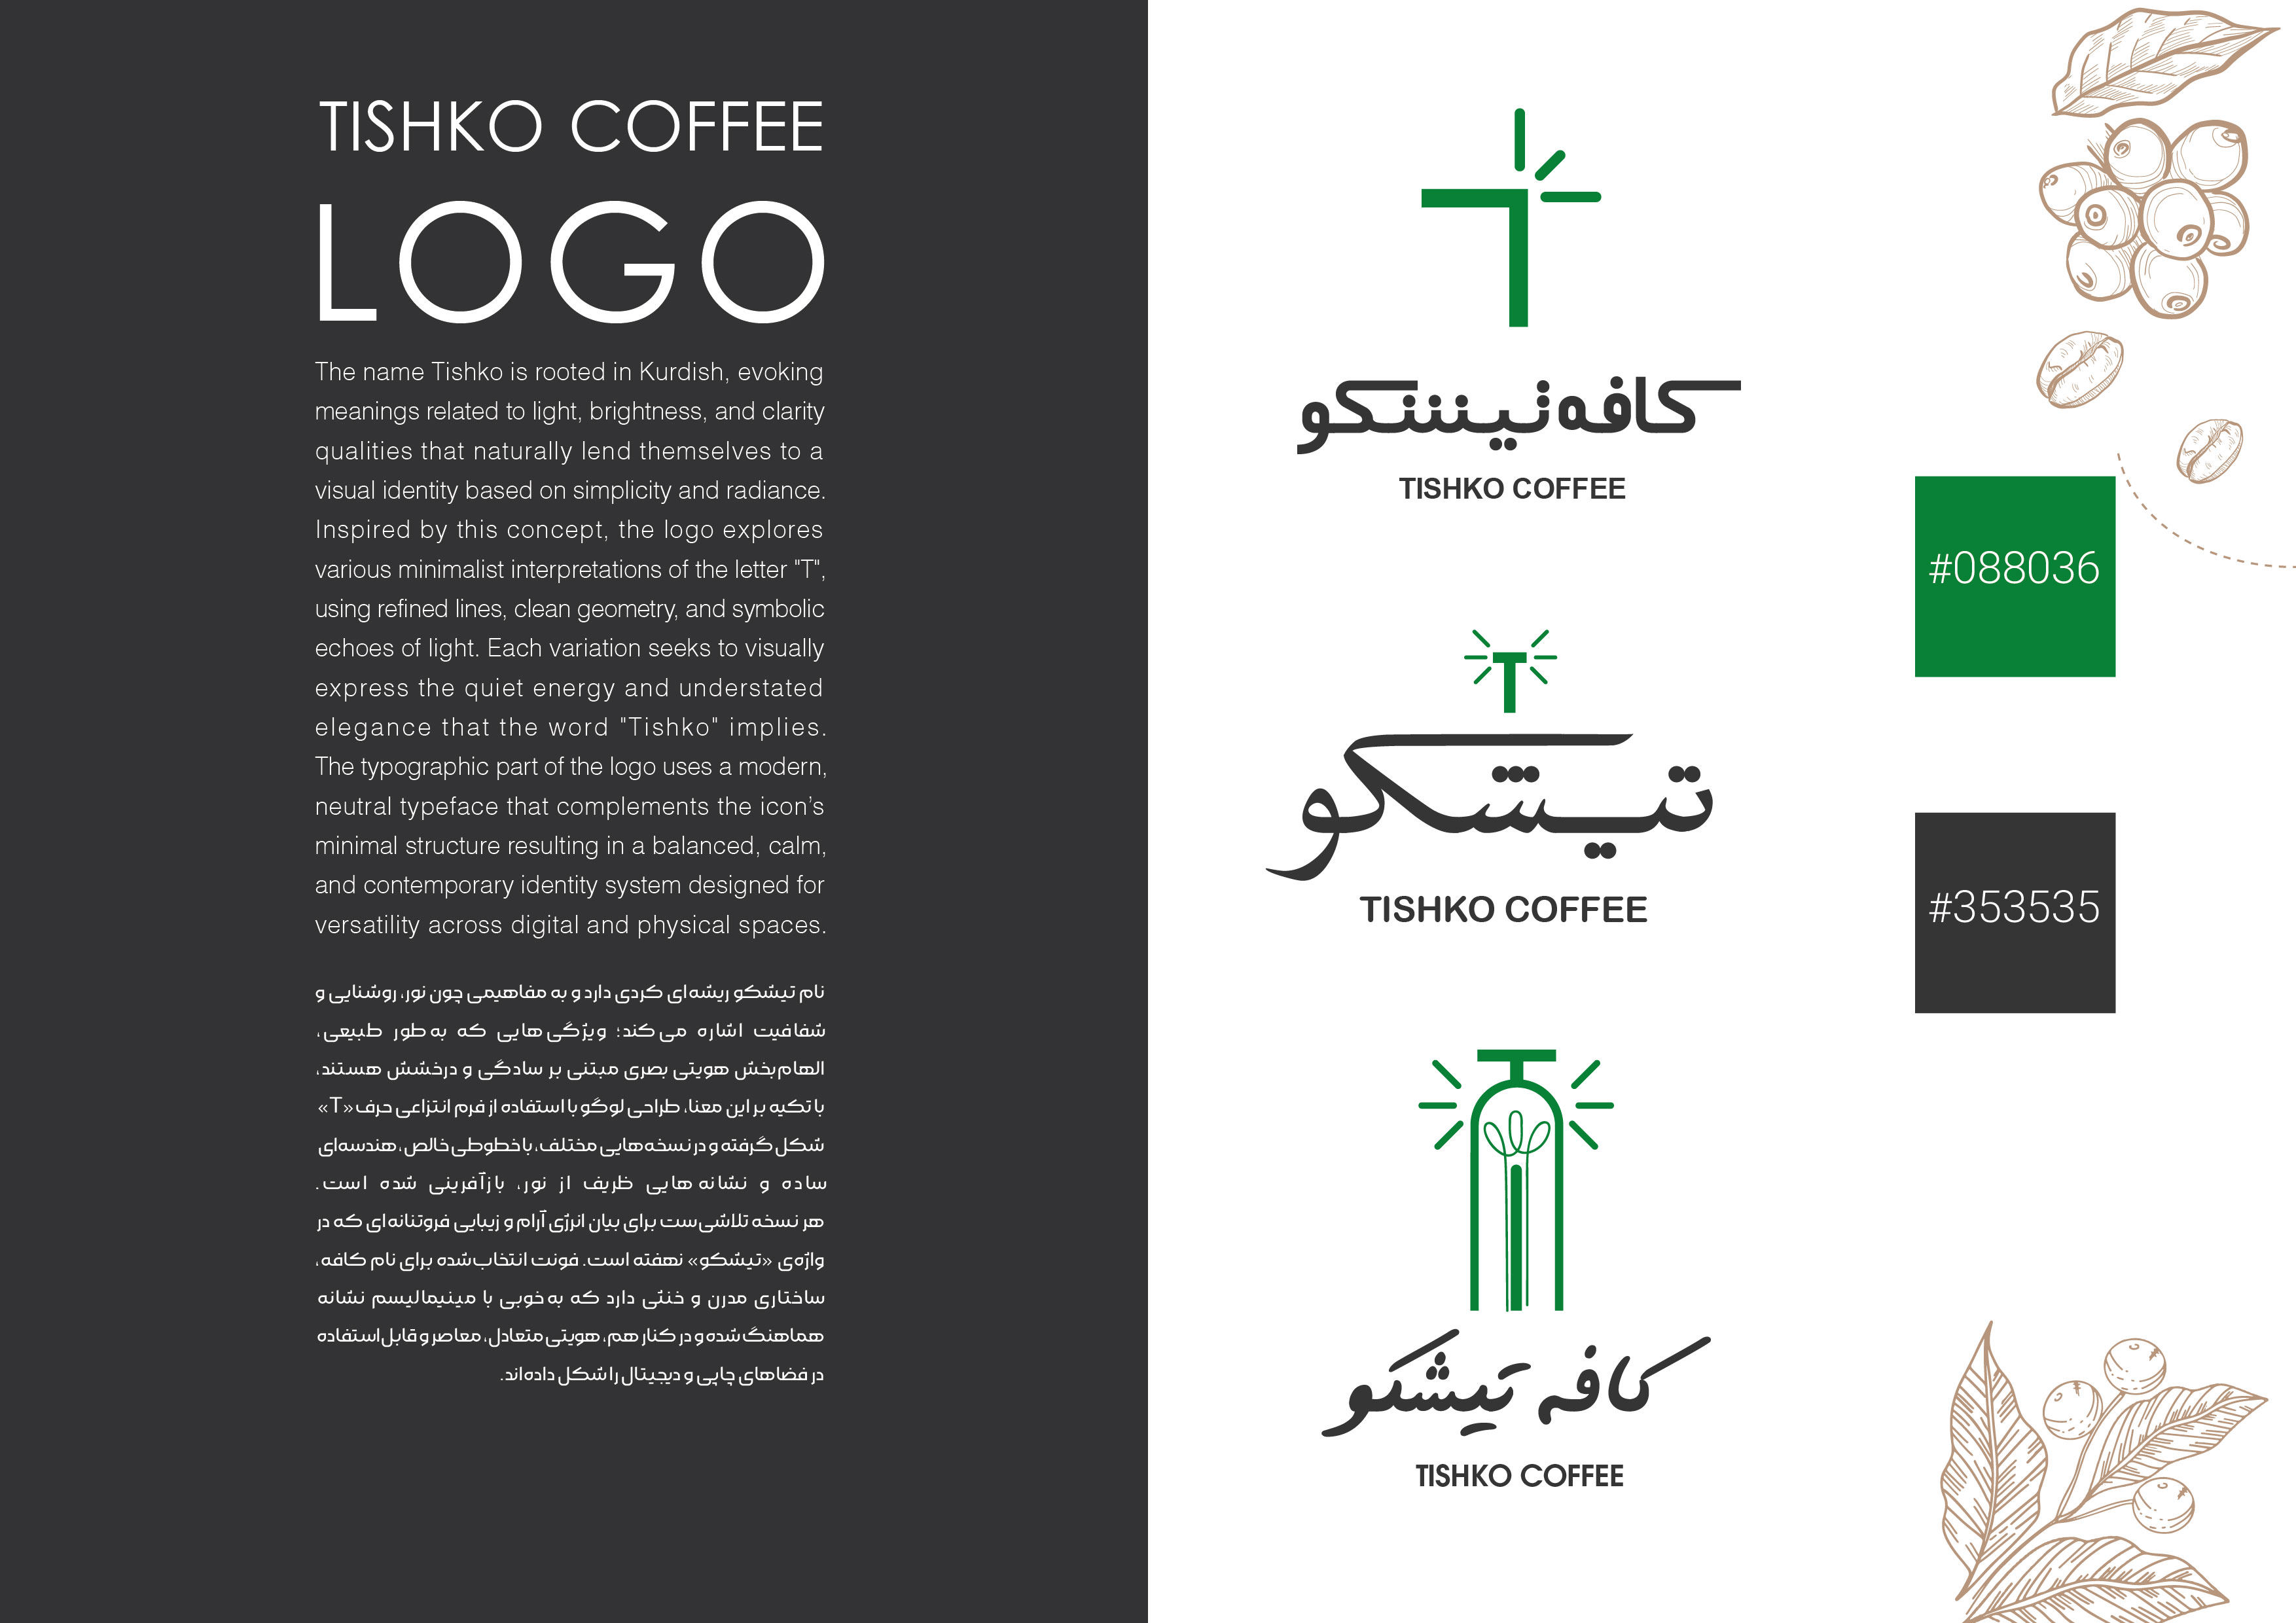 TISHKO COFFEE
LOGO
The name Tishko is rooted in Kurdish, evoking
meanings related to light, brightness, and clarity
qualities that naturally lend themselves to a
visual identity based on simplicity and radiance.
Inspired by this concept, the logo explores
various minimalist interpretations of the letter "T",
using refined lines, clean geometry, and symbolic
echoes of light. Each variation seeks to visually
express the quiet energy and understated
elegance that the word "Tishko" implies.
The typographic part of the logo uses a modern,
neutral typeface that complements the icon’s
minimal structure resulting in a balanced, calm,
and contemporary identity system designed for
versatility across digital and physical spaces.
نام تیشکو ریشه‌ای کردی دارد و به مفاهیمی چون نور، روشنایی و
شفافیت اشاره می‌کند؛ ویژگی‌هایی که به‌طور طبیعی،
الهام‌بخش هویتی بصری مبتنی بر سادگی و درخشش هستند،
با تکیه بر این معنا، طراحی لوگو با استفاده از فرم انتزاعی حرف «T»
شکل گرفته و در نسخه‌هایی مختلف، با خطوطی خالص، هندسه‌ای
ساده و نشانه‌هایی ظریف از نور، بازآفرینی شده است.
هر نسخه تلاشی‌ست برای بیان انرژی آرام و زیبایی فروتنانه‌ای که در
واژه‌ی «تیشکو» نهفته است. فونت انتخاب‌شده برای نام کافه،
ساختاری مدرن و خنثی دارد که به‌خوبی با مینیمالیسم نشانه
هماهنگ شده و در کنار هم، هویتی متعادل، معاصر و قابل استفاده
در فضاهای چاپی و دیجیتال را شکل داده‌اند.
کافه تیشکو
TISHKO COFFEE
تیشکو
TISHKO COFFEE
کافه تیشکو
TISHKO COFFEE
#088036
#353535